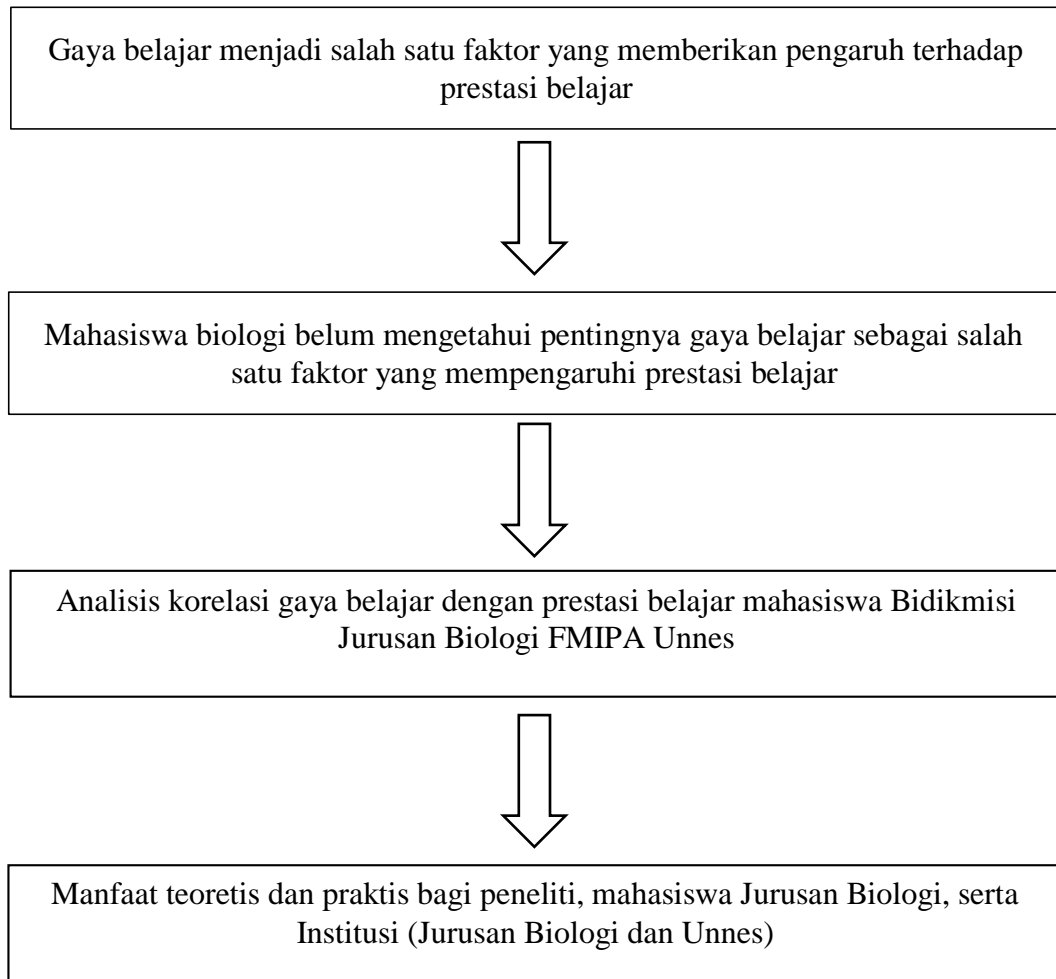 Gaya belajar menjadi salah satu faktor yang memberikan pengaruh terhadap
prestasi belajar
Mahasiswa biologi belum mengetahui pentingnya gaya belajar sebagai salah
satu faktor yang mempengaruhi prestasi belajar
Analisis korelasi gaya belajar dengan prestasi belajar mahasiswa Bidikmisi
Jurusan Biologi FMIPA Unnes
Manfaat teoretis dan praktis bagi peneliti, mahasiswa Jurusan Biologi, serta
Institusi (Jurusan Biologi dan Unnes)